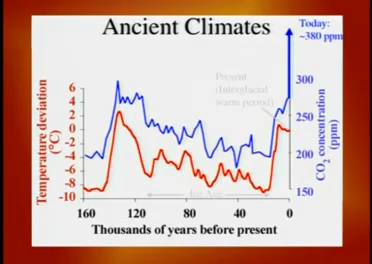 Ancient Climates
Today:
~380 ppm
Present
(Interglacial
warm period)
Temperature deviation
(°C)
6
4
2
0
-2
-4
-6
-8
-10
300
250
200
150
CO2 concentration
(ppm)
Ice Age
160
120
80
40
0
Thousands of years before present